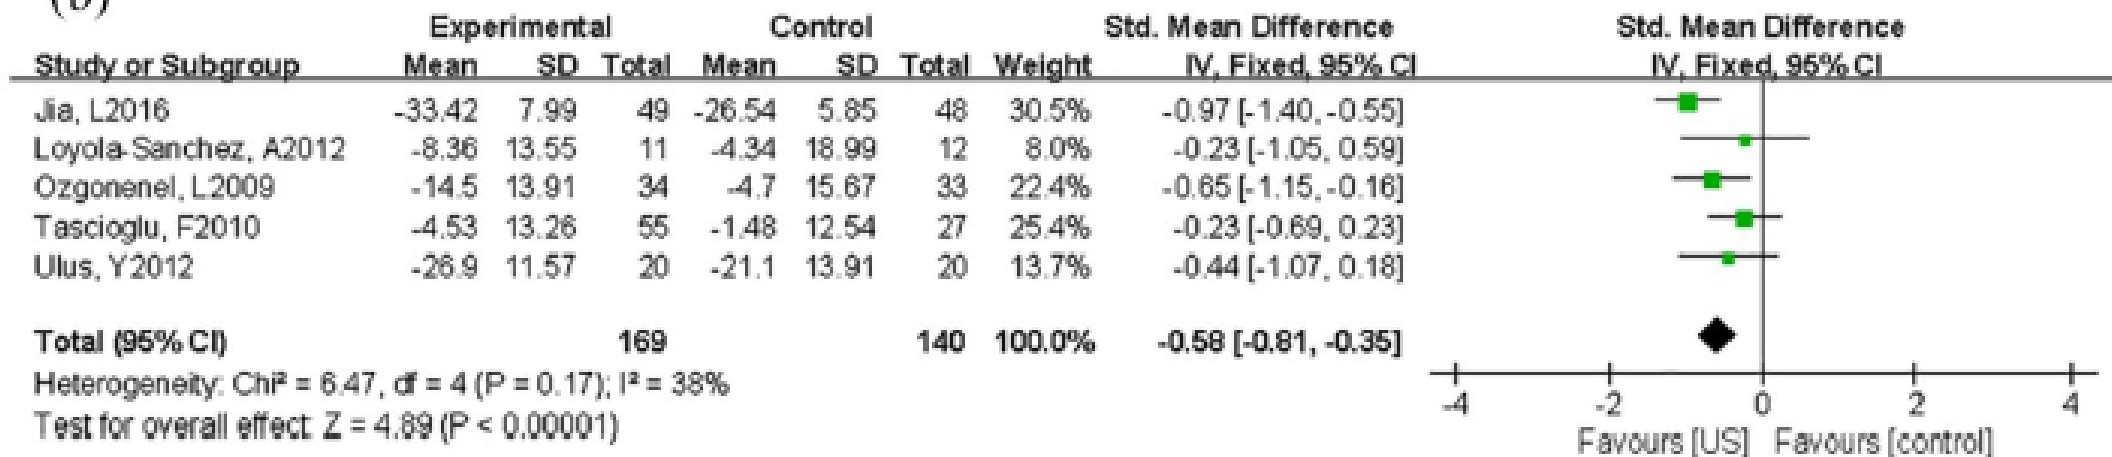 (b)
Experimental Control Std. Mean Difference Std. Mean Difference
Study or Subgroup Mean SD Total Mean SD Total Weight IV, Fixed, 95% CI IV, Fixed, 95% CI
Jia, L2016 -33.42 7.99 49 -26.54 5.85 48 30.5% -0.97 [-1.40, -0.55]
Loyola-Sanchez, A2012 -8.36 13.55 11 -4.34 18.99 12 8.0% -0.23 [-1.05, 0.59]
Ozgonenel, L2009 -14.5 13.91 34 -4.7 15.67 33 22.4% -0.65 [-1.15, -0.16]
Tascioglu, F2010 -4.53 13.26 55 -1.48 12.54 27 25.4% -0.23 [-0.69, 0.23]
Ulus, Y2012 -26.9 11.57 20 -21.1 13.91 20 13.7% -0.44 [-1.07, 0.18]
Total (95% CI) 169 140 100.0% -0.58 [-0.81, -0.35]
Heterogeneity: Chi² = 6.47, df = 4 (P = 0.17); I² = 38%
Test for overall effect: Z = 4.89 (P < 0.00001)
-4 -2 0 2 4
Favours [US] Favours [control]